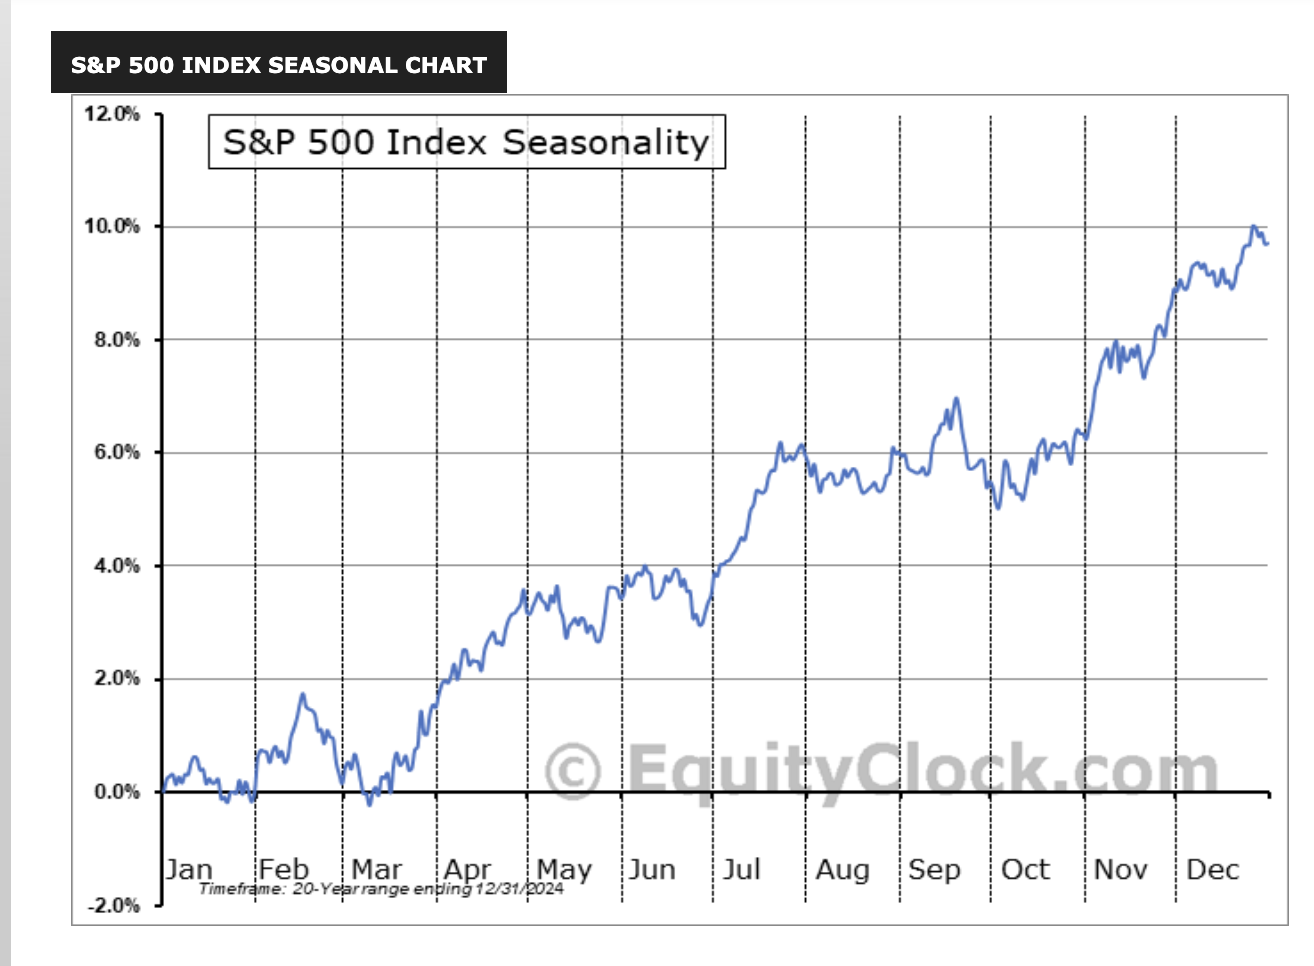 S&P 500 INDEX SEASONAL CHART
12.0%
S&P 500 Index Seasonality
10.0%
8.0%
6.0%
4.0%
2.0%
© EquityClock.com
0.0%
Jan Feb Mar Apr May Jun Jul Aug Sep Oct Nov Dec
Timeframe: 20-Year range ending 12/31/2024
-2.0%